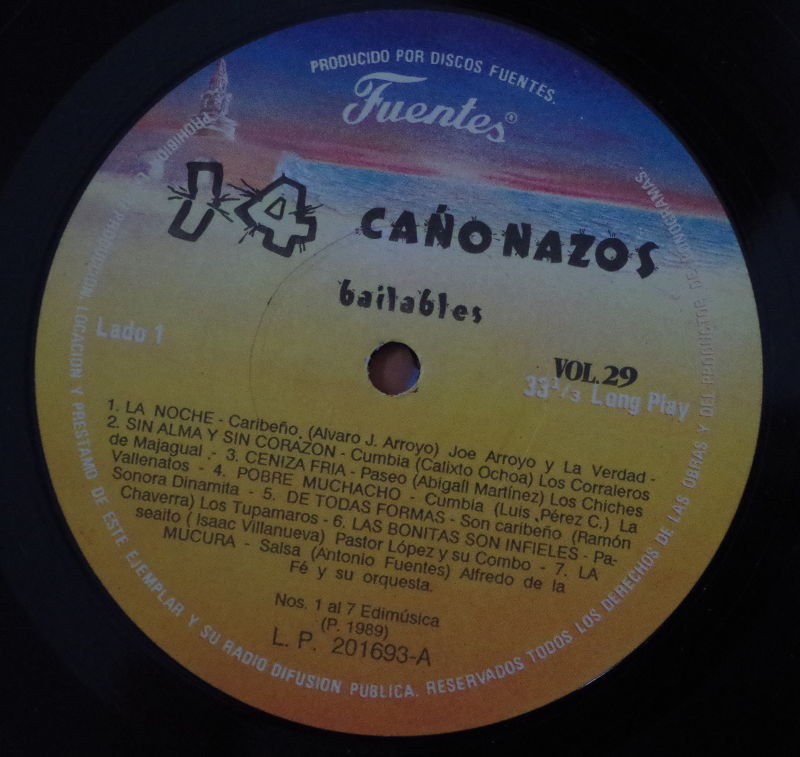 PRODUCIDO POR DISCOS FUENTES.
Fuentes®
14 CAÑONAZOS
bailables
Lado 1
VOL.29
33 1/3 Long Play
1. LA NOCHE - Caribeño. (Alvaro J. Arroyo) Joe Arroyo y La Verdad -
2. SIN ALMA Y SIN CORAZON - Cumbia (Calixto Ochoa) Los Corraleros
de Majagual - 3. CENIZA FRIA - Paseo (Abigail Martínez) Los Chiches
Vallenatos - 4. POBRE MUCHACHO - Cumbia (Luis Pérez C.) La
Sonora Dinamita - 5. DE TODAS FORMAS - Son caribeño (Ramón
Chaverra) Los Tupamaros - 6. LAS BONITAS SON INFIELES - Pa-
seaito ( Isaac Villanueva) Pastor López y su Combo - 7. LA
MUCURA - Salsa (Antonio Fuentes) Alfredo de la
Fé y su orquesta.
Nos. 1 al 7 Edimúsica
(P. 1989)
L. P. 201693-A
PROHIBIDO LA REPRODUCCION, LOCACION Y PRESTAMO DE ESTE EJEMPLAR Y SU RADIO DIFUSION PUBLICA. RESERVADOS TODOS LOS DERECHOS DE LAS OBRAS Y DEL PRODUCTOR DE FONOGRAMAS.